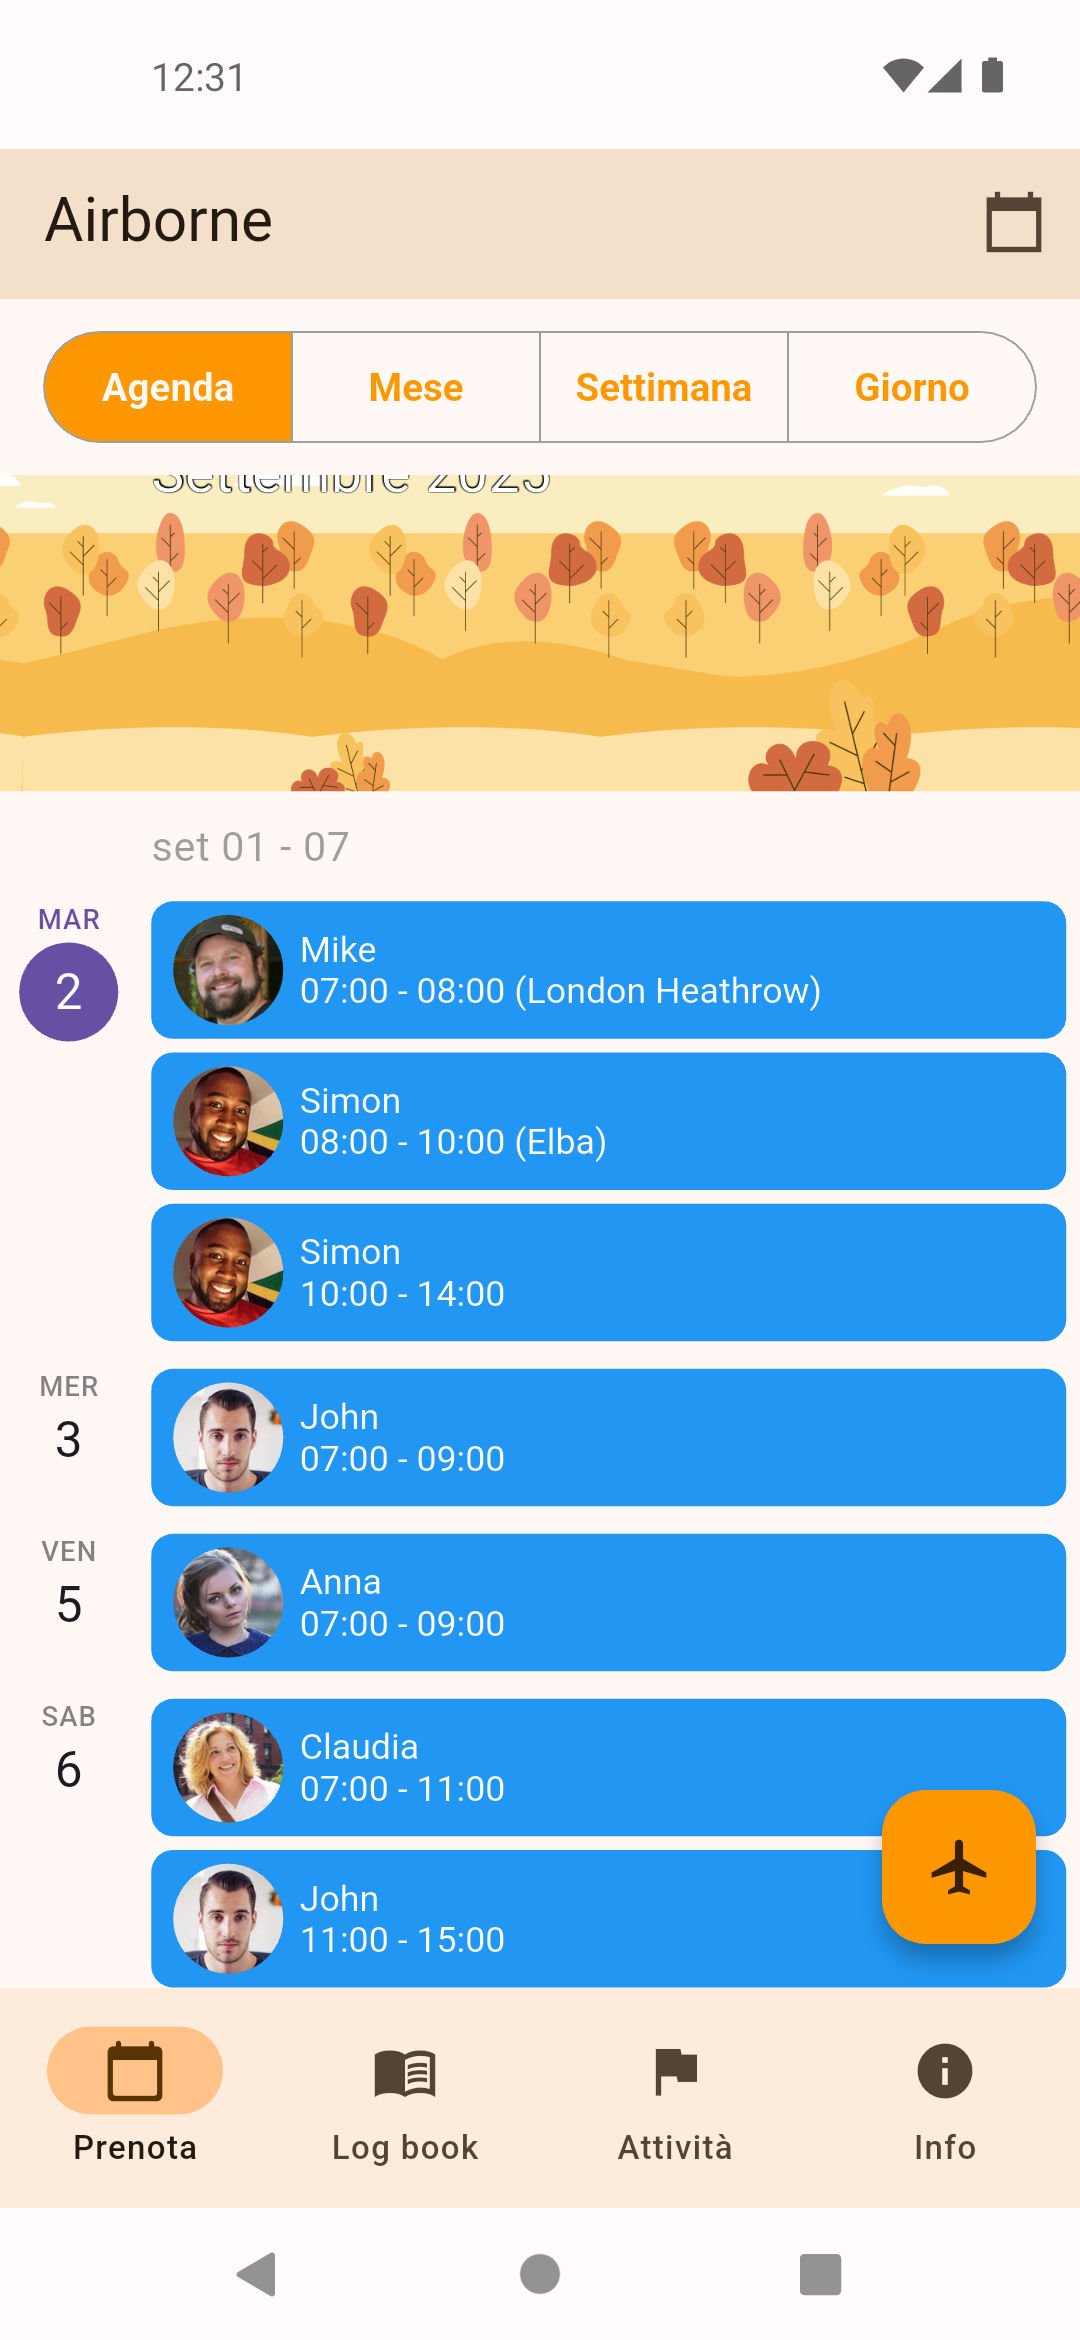 12:31
Airborne
Agenda
Mese
Settimana
Giorno
Settembre 2025
set 01 - 07
MAR
2
Mike
07:00 - 08:00 (London Heathrow)
Simon
08:00 - 10:00 (Elba)
Simon
10:00 - 14:00
MER
3
John
07:00 - 09:00
VEN
5
Anna
07:00 - 09:00
SAB
6
Claudia
07:00 - 11:00
John
11:00 - 15:00
Prenota
Log book
Attività
Info